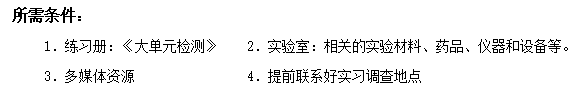 所需条件：
1．练习册：《大单元检测》 2．实验室：相关的实验材料、药品、仪器和设备等。
3．多媒体资源 4．提前联系好实习调查地点